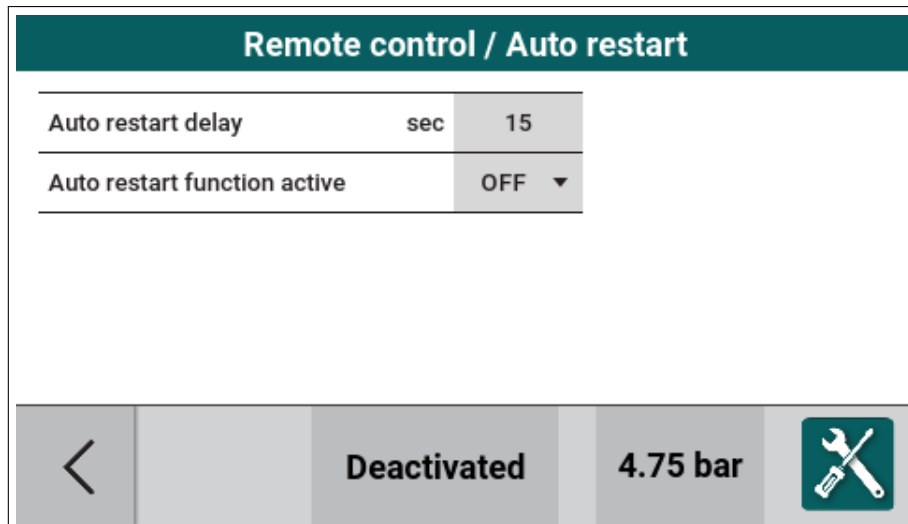 Remote control / Auto restart
Auto restart delay sec 15
Auto restart function active OFF
Deactivated 4.75 bar